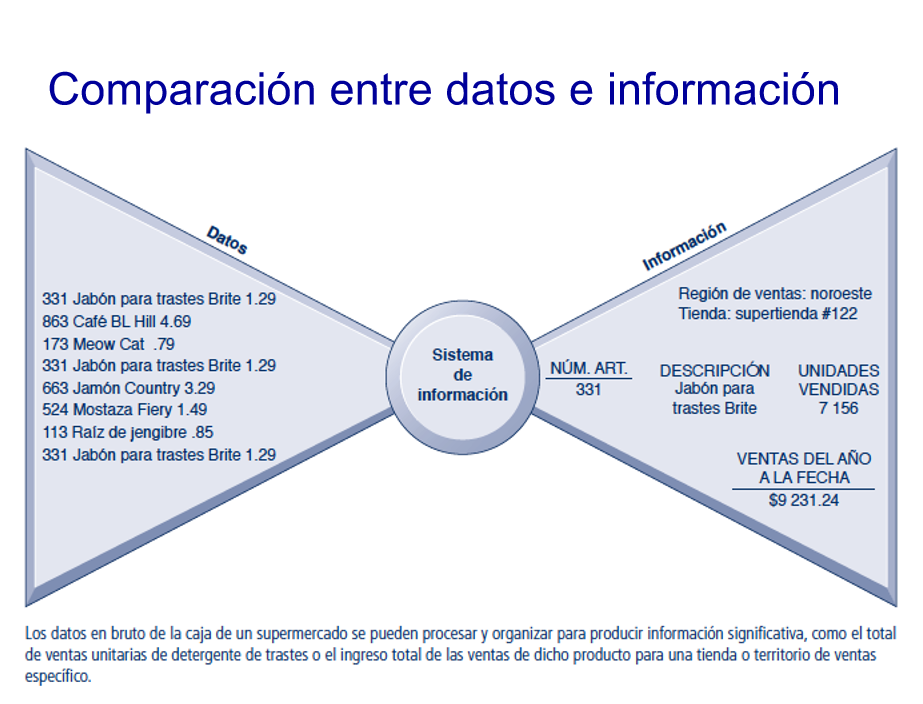 Comparación entre datos e información
Datos
331 Jabón para trastes Brite 1.29
863 Café BL Hill 4.69
173 Meow Cat .79
331 Jabón para trastes Brite 1.29
663 Jamón Country 3.29
524 Mostaza Fiery 1.49
113 Raíz de jengibre .85
331 Jabón para trastes Brite 1.29
Sistema
de
información
Información
Región de ventas: noroeste
Tienda: supertienda #122
NÚM. ART.
331
DESCRIPCIÓN
Jabón para
trastes Brite
UNIDADES
VENDIDAS
7 156
VENTAS DEL AÑO
A LA FECHA
$9 231.24
Los datos en bruto de la caja de un supermercado se pueden procesar y organizar para producir información significativa, como el total
de ventas unitarias de detergente de trastes o el ingreso total de las ventas de dicho producto para una tienda o territorio de ventas
específico.